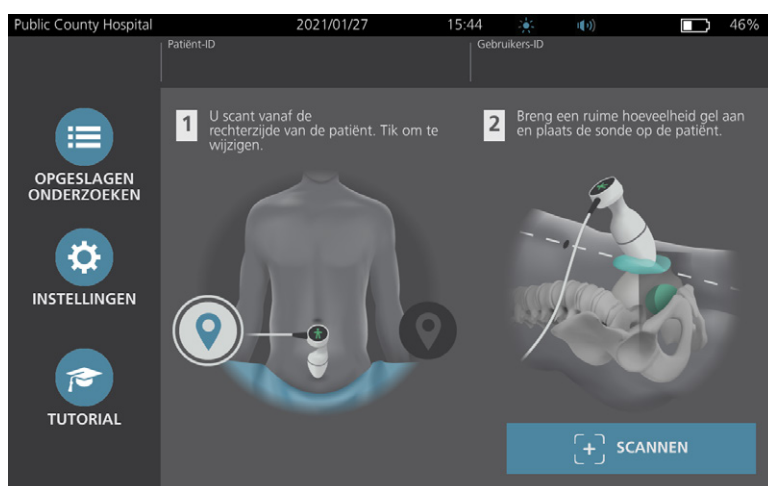 Public County Hospital 2021/01/27 15:44 46%
Patiënt-ID
Gebruikers-ID
OPGESLAGEN
ONDERZOEKEN
INSTELLINGEN
TUTORIAL
1
U scant vanaf de
rechterzijde van de patiënt. Tik om te
wijzigen.
2
Breng een ruime hoeveelheid gel aan
en plaats de sonde op de patiënt.
SCANNEN